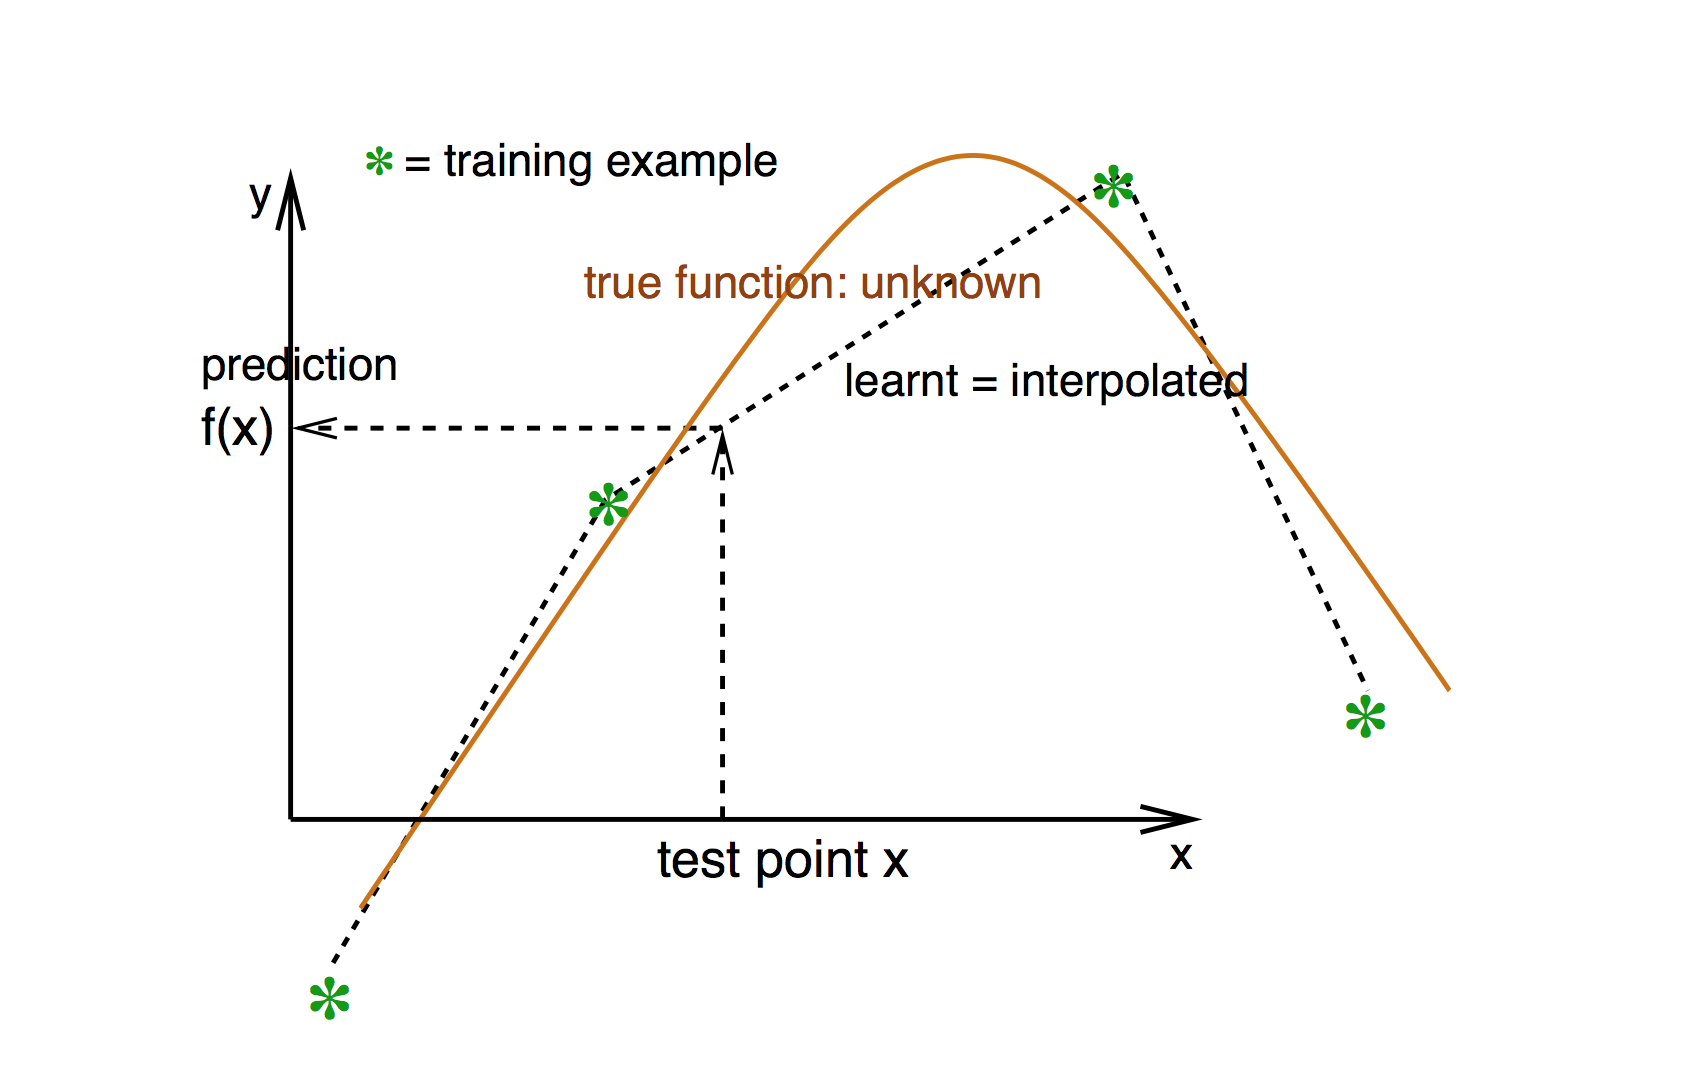 ✽ = training example
y
true function: unknown
prediction
learnt = interpolated
f(x)
test point x
x